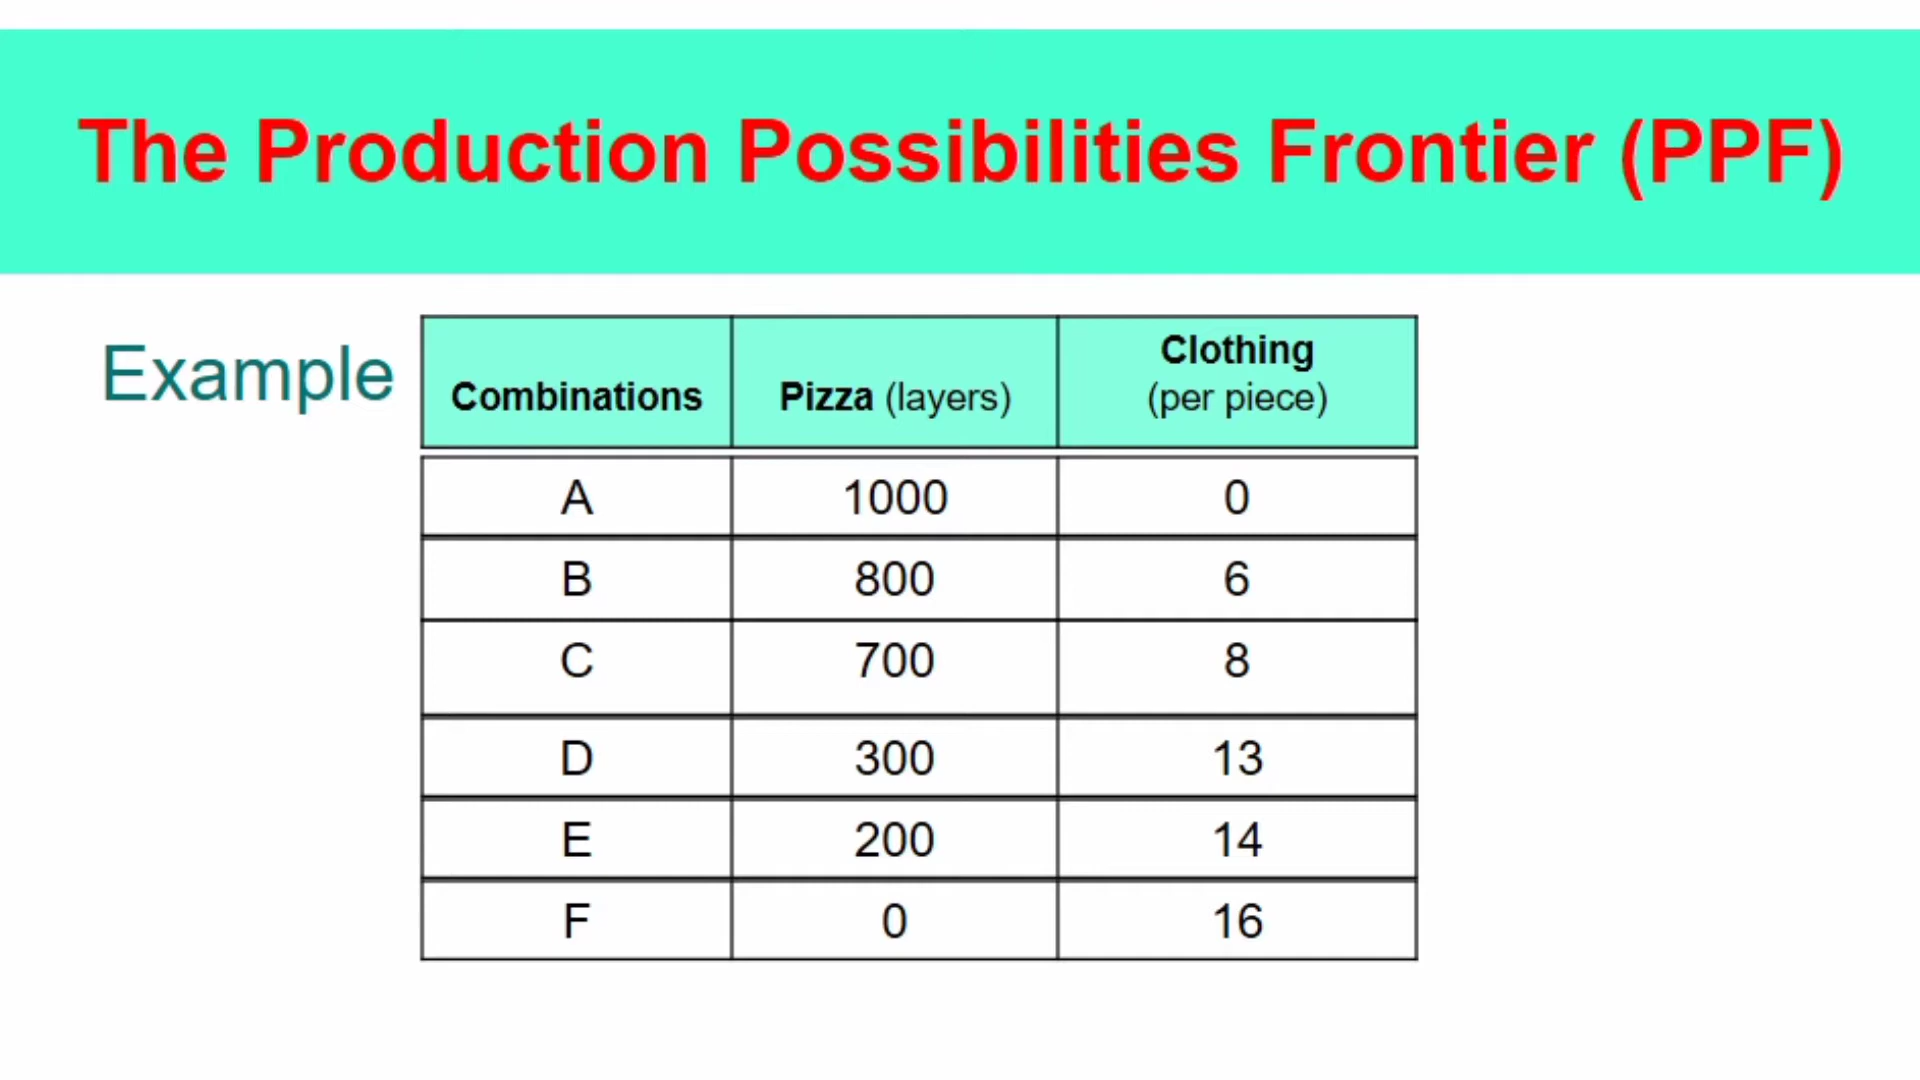 The Production Possibilities Frontier (PPF)
Example
Combinations Pizza (layers) Clothing
(per piece)
A 1000 0
B 800 6
C 700 8
D 300 13
E 200 14
F 0 16